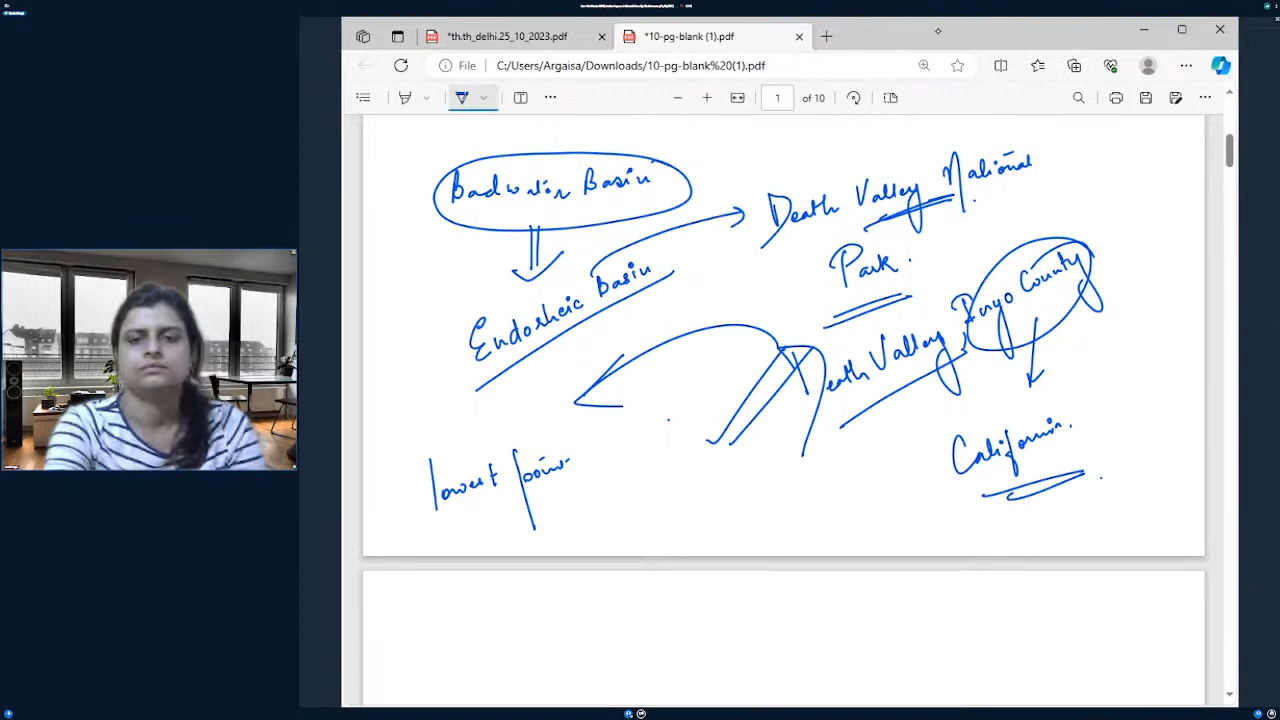 *th.th_delhi.25_10_2023.pdf
*10-pg-blank (1).pdf
File
C:/Users/Argaisa/Downloads/10-pg-blank%20(1).pdf
1 of 10
Badwater Basin
Death Valley National
Park.
Endorheic Basin
Death Valley, Inyo County
California.
lowest point